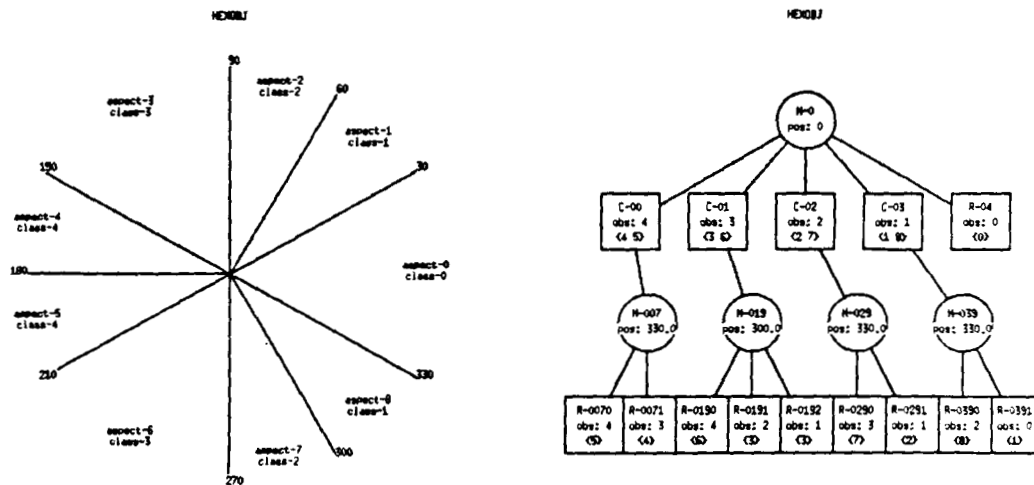 HEXOBJ
90
aspect-2
class-2
60
aspect-3
class-3
aspect-1
class-1
150
30
aspect-4
class-4
180
aspect-0
class-0
aspect-5
class-4
210
330
aspect-8
class-1
aspect-6
class-3
aspect-7
class-2
300
270
HEXOBJ
M-0
pos: 0
C-00
obs: 4
(4 5)
C-01
obs: 3
(3 6)
C-02
obs: 2
(2 7)
C-03
obs: 1
(1 8)
R-04
obs: 0
(0)
M-007
pos: 330.0
M-019
pos: 300.0
M-029
pos: 330.0
M-039
pos: 330.0
R-0070
obs: 4
(5)
R-0071
obs: 3
(4)
R-0190
obs: 4
(6)
R-0191
obs: 2
(3)
R-0192
obs: 1
(3)
R-0290
obs: 3
(7)
R-0291
obs: 1
(2)
R-0390
obs: 2
(8)
R-0391
obs: 0
(1)